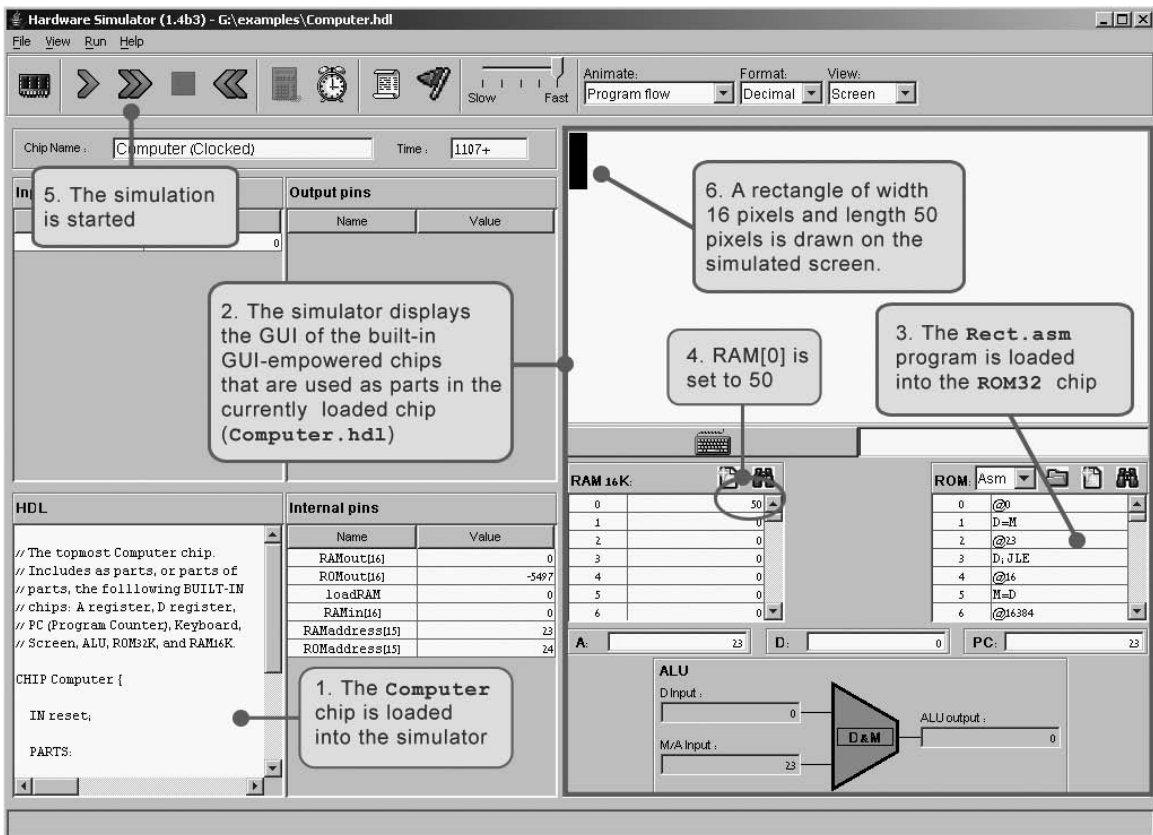 Hardware Simulator (1.4b3) - G:\examples\Computer.hdl
File View Run Help
Slow Fast
Animate: Format: View:
Program flow Decimal Screen
Chip Name : Computer (Clocked) Time : 1107+
5. The simulation
is started
Output pins
Name Value
0
6. A rectangle of width
16 pixels and length 50
pixels is drawn on the
simulated screen.
2. The simulator displays
the GUI of the built-in
GUI-empowered chips
that are used as parts in the
currently loaded chip
(Computer.hdl)
4. RAM[0] is
set to 50
3. The Rect.asm
program is loaded
into the ROM32 chip
RAM 16K:
0 50
1 0
2 0
3 0
4 0
5 0
6 0
ROM: Asm
0 @0
1 D=M
2 @23
3 D;JLE
4 @16
5 M=D
6 @16384
HDL
// The topmost Computer chip.
// Includes as parts, or parts of
// parts, the folllowing BUILT-IN
// chips: A register, D register,
// PC (Program Counter), Keyboard,
// Screen, ALU, ROM32K, and RAM16K.
CHIP Computer {
IN reset;
PARTS:
Internal pins
Name Value
RAMout[16] 0
ROMout[16] -5497
loadRAM 0
RAMin[16] 0
RAMaddress[15] 23
ROMaddress[15] 24
1. The Computer
chip is loaded
into the simulator
A: 23 D: 0 PC: 23
ALU
D Input : 0
M/A Input : 23
D&M
ALU output : 0